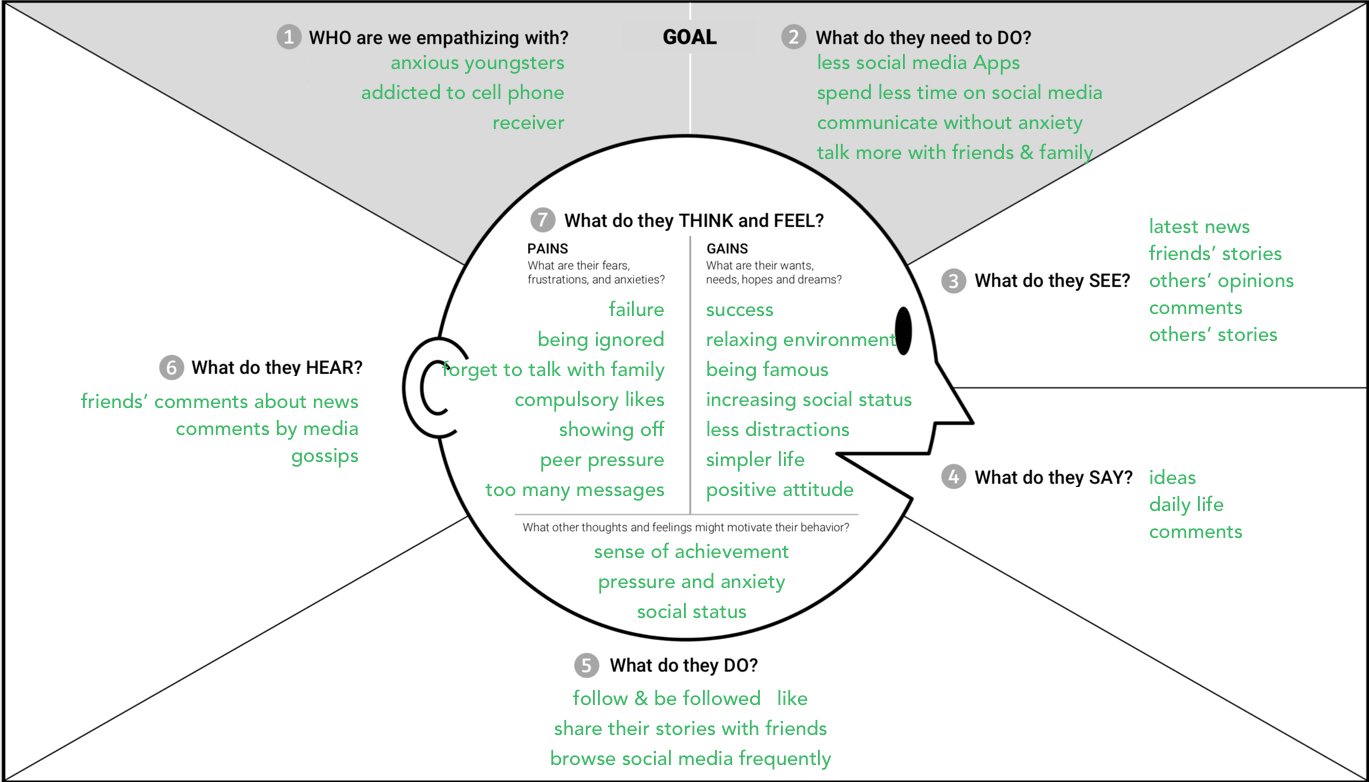 GOAL
1 WHO are we empathizing with?
anxious youngsters
addicted to cell phone
receiver
2 What do they need to DO?
less social media Apps
spend less time on social media
communicate without anxiety
talk more with friends & family
3 What do they SEE?
latest news
friends’ stories
others’ opinions
comments
others’ stories
4 What do they SAY?
ideas
daily life
comments
5 What do they DO?
follow & be followed like
share their stories with friends
browse social media frequently
6 What do they HEAR?
friends’ comments about news
comments by media
gossips
7 What do they THINK and FEEL?
PAINS
What are their fears,
frustrations, and anxieties?
failure
being ignored
forget to talk with family
compulsory likes
showing off
peer pressure
too many messages
GAINS
What are their wants,
needs, hopes and dreams?
success
relaxing environment
being famous
increasing social status
less distractions
simpler life
positive attitude
What other thoughts and feelings might motivate their behavior?
sense of achievement
pressure and anxiety
social status